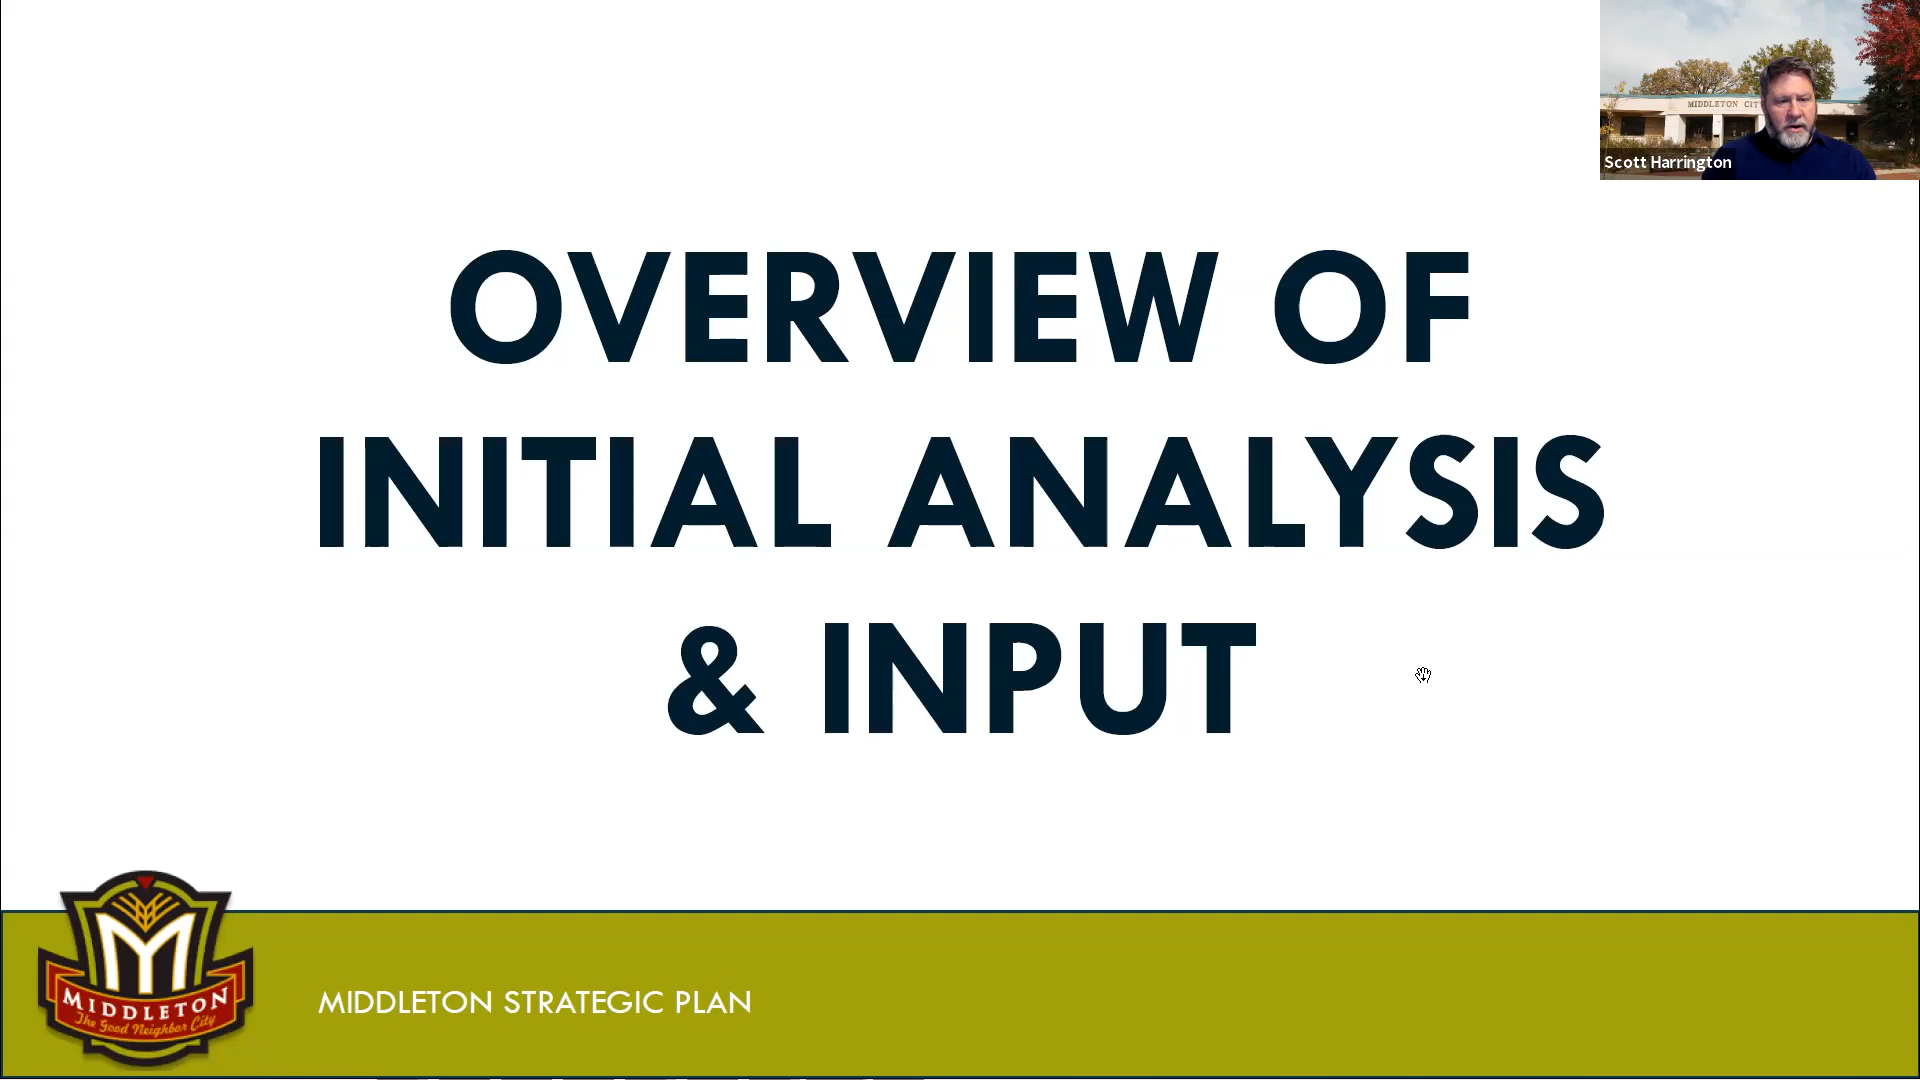 MIDDLETON CIT
Scott Harrington
OVERVIEW OF
INITIAL ANALYSIS
& INPUT
MIDDLETON
The Good Neighbor City
MIDDLETON STRATEGIC PLAN